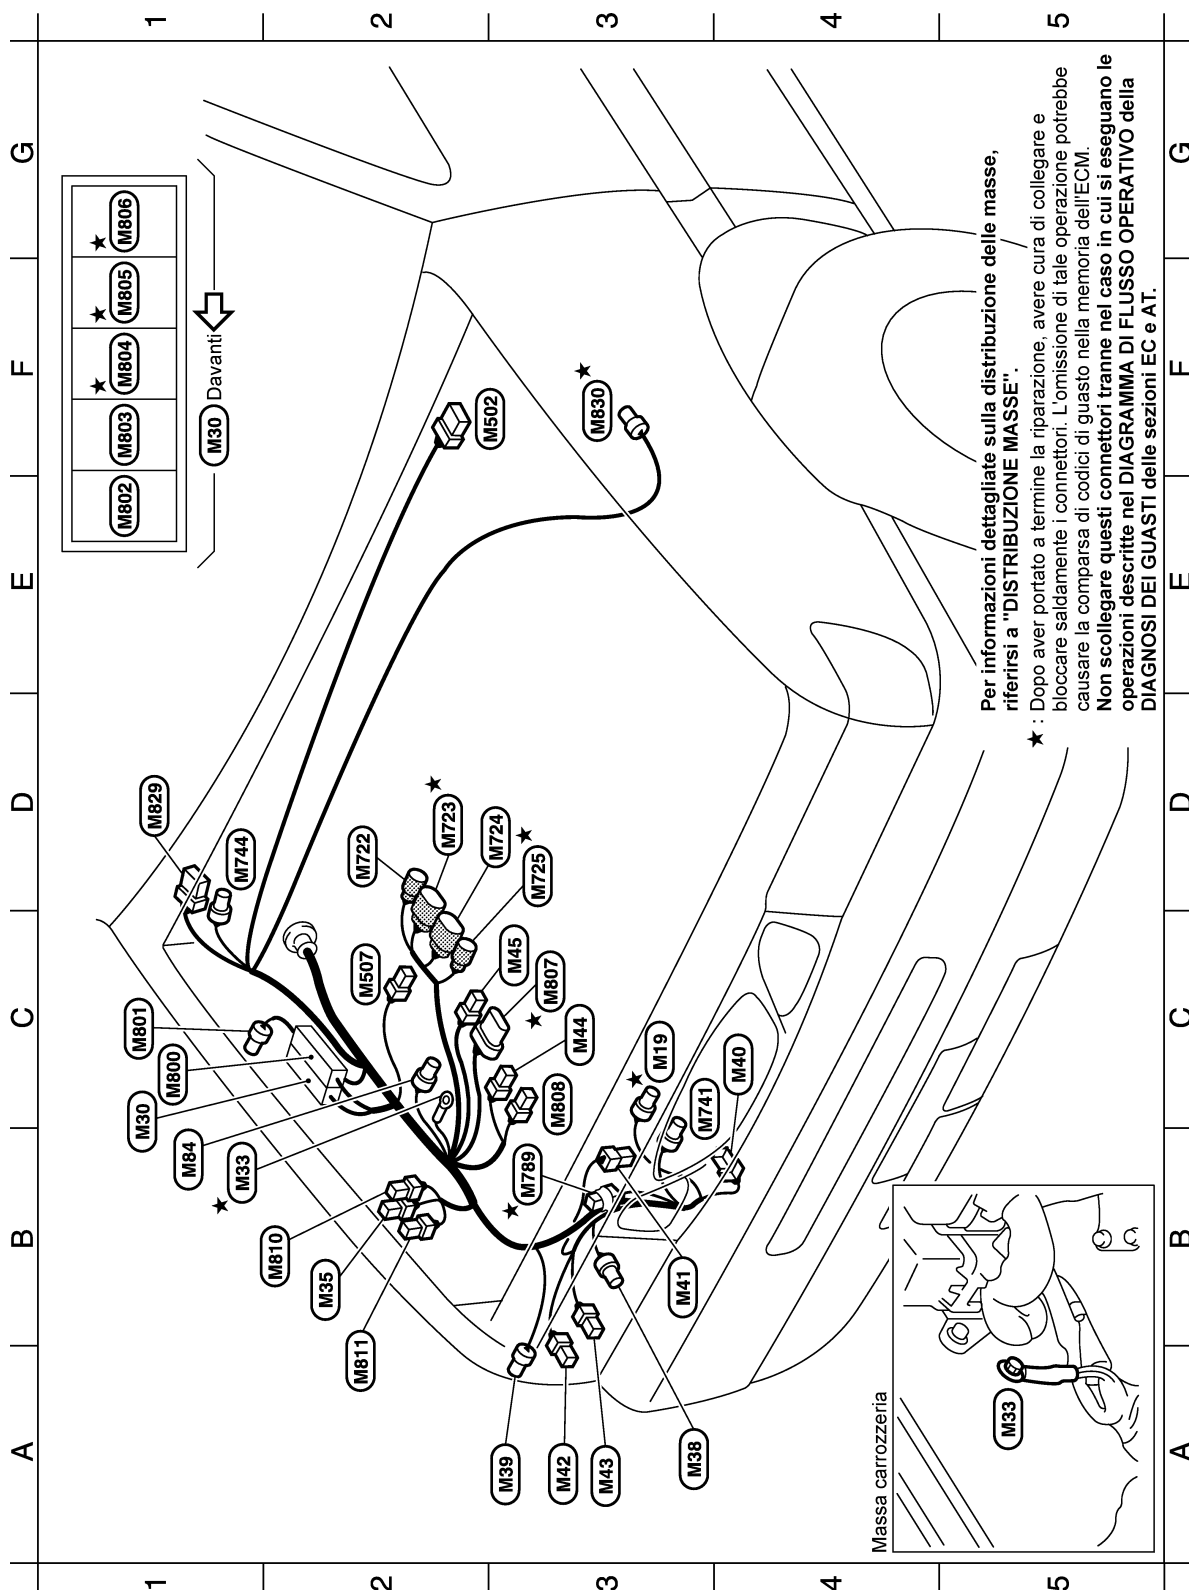 A B C D E F G
1 1
M802 M803 M804 ★ M805 ★ M806 ★
M30 Davanti
M829
M801
M30
M800
M84
★ M33
M744
M810
M35
M811
2 2
M507
M722
M723 ★
M724
M725 ★
M45
M807
★
M44
M808
M502
M830 ★
M39
M42
M43
M38
★ M789
3 3
M19
★
M741
M40
M41
4 4
Massa carrozzeria
M33
Per informazioni dettagliate sulla distribuzione delle masse,
riferirsi a "DISTRIBUZIONE MASSE".
★ : Dopo aver portato a termine la riparazione, avere cura di collegare e
bloccare saldamente i connettori. L'omissione di tale operazione potrebbe
causare la comparsa di codici di guasto nella memoria dell'ECM.
Non scollegare questi connettori tranne nel caso in cui si eseguano le
operazioni descritte nel DIAGRAMMA DI FLUSSO OPERATIVO della
DIAGNOSI DEI GUASTI delle sezioni EC e AT.
5 5
A B C D E F G